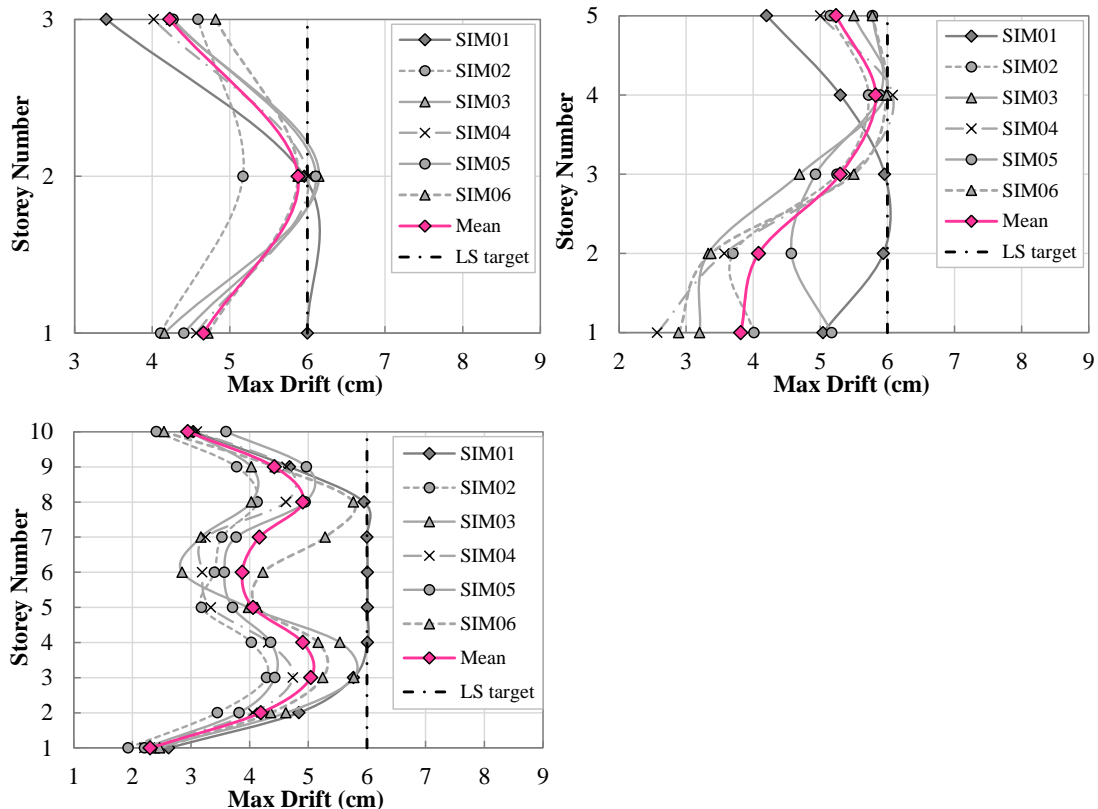 3
2
1
Storey Number
3 4 5 6 7 8 9
Max Drift (cm)
SIM01
SIM02
SIM03
SIM04
SIM05
SIM06
Mean
LS target
5
4
3
2
1
Storey Number
2 3 4 5 6 7 8 9
Max Drift (cm)
SIM01
SIM02
SIM03
SIM04
SIM05
SIM06
Mean
LS target
10
9
8
7
6
5
4
3
2
1
Storey Number
1 2 3 4 5 6 7 8 9
Max Drift (cm)
SIM01
SIM02
SIM03
SIM04
SIM05
SIM06
Mean
LS target